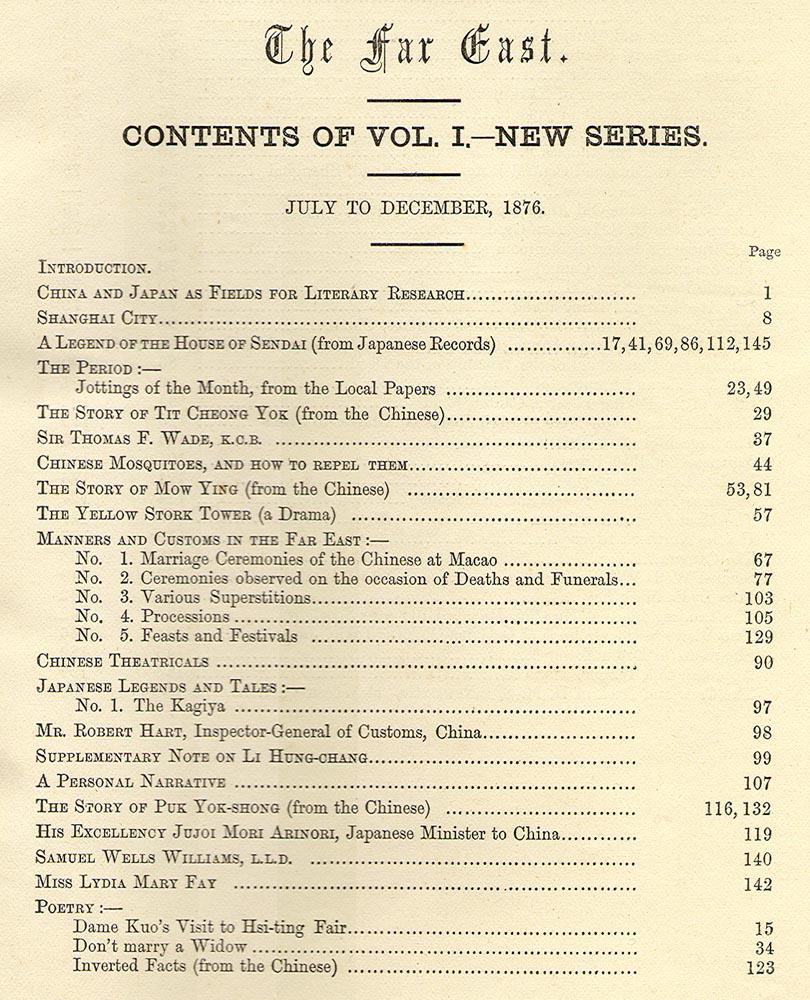 The Far East.
CONTENTS OF VOL. I.—NEW SERIES.
JULY TO DECEMBER, 1876.
Page
INTRODUCTION.
CHINA AND JAPAN AS FIELDS FOR LITERARY RESEARCH........................ 1
SHANGHAI CITY........................ 8
A LEGEND OF THE HOUSE OF SENDAI (from Japanese Records) ............17,41,69,86,112,145
THE PERIOD :—
Jottings of the Month, from the Local Papers ........................ 23,49
THE STORY OF TIT CHEONG YOK (from the Chinese)........................ 29
SIR THOMAS F. WADE, K.C.B. ........................ 37
CHINESE MOSQUITOES, AND HOW TO REPEL THEM........................ 44
THE STORY OF MOW YING (from the Chinese) ........................ 53,81
THE YELLOW STORK TOWER (a Drama) ........................ 57
MANNERS AND CUSTOMS IN THE FAR EAST :—
No. 1. Marriage Ceremonies of the Chinese at Macao .................. 67
No. 2. Ceremonies observed on the occasion of Deaths and Funerals... 77
No. 3. Various Superstitions........................ 103
No. 4. Processions ........................ 105
No. 5. Feasts and Festivals ........................ 129
CHINESE THEATRICALS ........................ 90
JAPANESE LEGENDS AND TALES :—
No. 1. The Kagiya ........................ 97
MR. ROBERT HART, Inspector-General of Customs, China........................ 98
SUPPLEMENTARY NOTE ON LI HUNG-CHANG........................ 99
A PERSONAL NARRATIVE ........................ 107
THE STORY OF PUK YOK-SHONG (from the Chinese) ........................ 116, 132
HIS EXCELLENCY JUJOI MORI ARINORI, Japanese Minister to China........... 119
SAMUEL WELLS WILLIAMS, L.L.D. ........................ 140
MISS LYDIA MARY FAY ........................ 142
POETRY :—
Dame Kuo's Visit to Hsi-ting Fair........................ 15
Don't marry a Widow ........................ 34
Inverted Facts (from the Chinese) ........................ 123